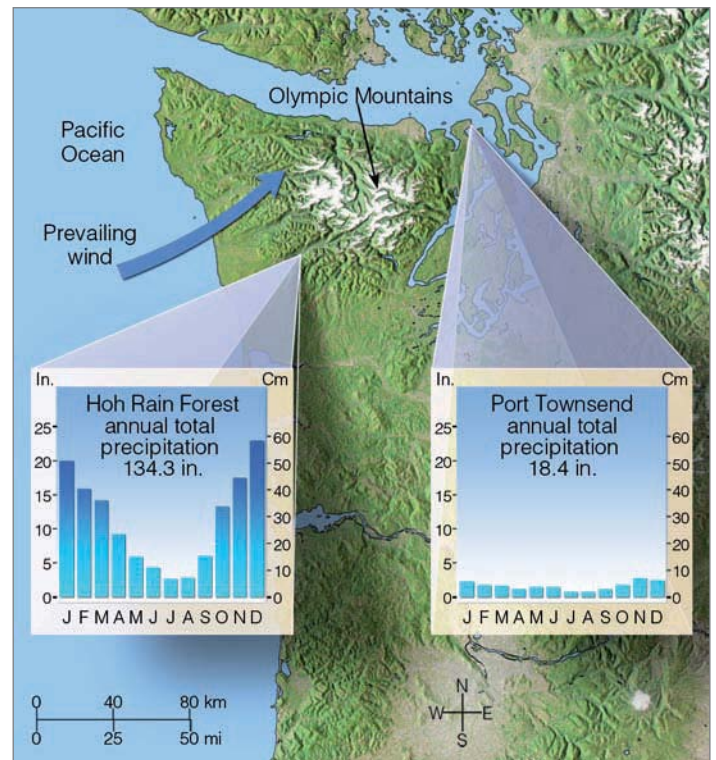 Olympic Mountains
Pacific
Ocean
Prevailing
wind
In.
Cm
Hoh Rain Forest
annual total
precipitation
134.3 in.
25
20
15
10
5
0
60
50
40
30
20
10
0
J F M A M J J A S O N D
In.
Cm
Port Townsend
annual total
precipitation
18.4 in.
25
20
15
10
5
0
60
50
40
30
20
10
0
J F M A M J J A S O N D
0 40 80 km
0 25 50 mi
N
W E
S